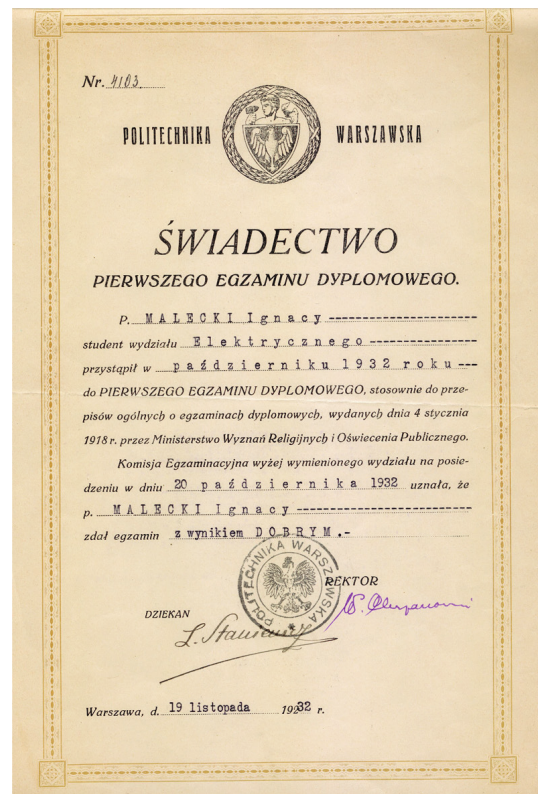 Nr. 4103.
POLITECHNIKA WARSZAWSKA
ŚWIADECTWO
PIERWSZEGO EGZAMINU DYPLOMOWEGO.
P. MALECKI Ignacy
student wydziału Elektrycznego
przystąpił w październiku 1932 roku
do PIERWSZEGO EGZAMINU DYPLOMOWEGO, stosownie do prze-
pisów ogólnych o egzaminach dyplomowych, wydanych dnia 4 stycznia
1918 r. przez Ministerstwo Wyznań Religijnych i Oświecenia Publicznego.
Komisja Egzaminacyjna wyżej wymienionego wydziału na posie-
dzeniu w dniu 20 października 1932 uznała, że
p. MALECKI Ignacy
zdał egzamin z wynikiem DOBRYM.-
POLITECHNIKA WARSZAWSKA
REKTOR
DZIEKAN
Warszawa, d. 19 listopada 1932 r.